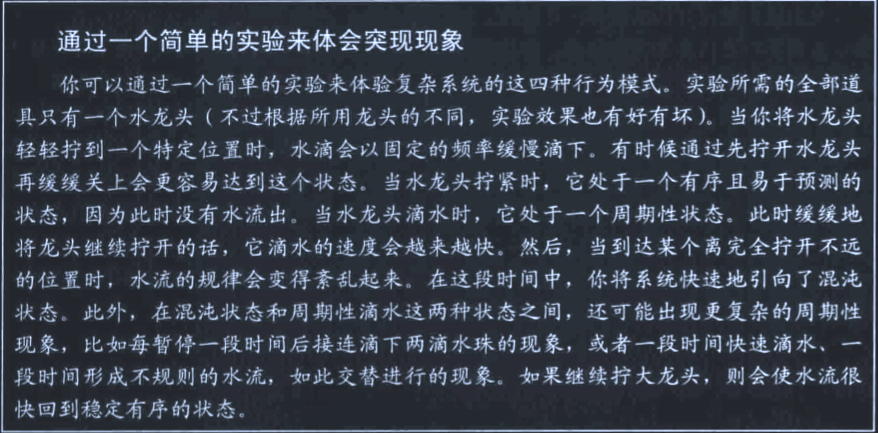 通过一个简单的实验来体会突现现象
你可以通过一个简单的实验来体验复杂系统的这四种行为模式。实验所需的全部道
具只有一个水龙头（不过根据所用龙头的不同，实验效果也有好有坏）。当你将水龙头
轻轻拧到一个特定位置时，水滴会以固定的频率缓慢滴下。有时候通过先拧开水龙头
再缓缓关上会更容易达到这个状态。当水龙头拧紧时，它处于一个有序且易于预测的
状态，因为此时没有水流出。当水龙头滴水时，它处于一个周期性状态。此时缓缓地
将龙头继续拧开的话，它滴水的速度会越来越快。然后，当到达某个离完全拧开不远
的位置时，水流的规律会变得紊乱起来。在这段时间中，你将系统快速地引向了混沌
状态。此外，在混沌状态和周期性滴水这两种状态之间，还可能出现更复杂的周期性
现象，比如每暂停一段时间后接连滴下两滴水珠的现象，或者一段时间快速滴水、一
段时间形成不规则的水流，如此交替进行的现象。如果继续拧大龙头，则会使水流很
快回到稳定有序的状态。